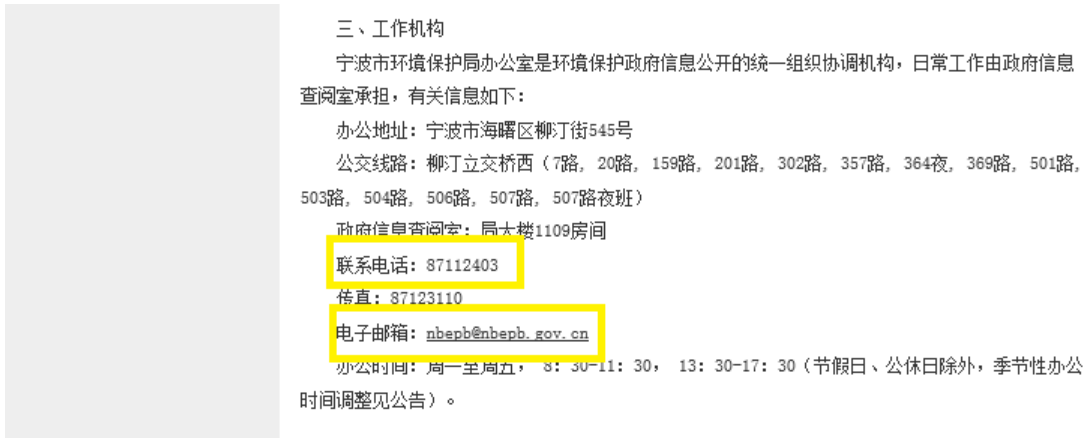 三、工作机构
宁波市环境保护局办公室是环境保护政府信息公开的统一组织协调机构，日常工作由政府信息
查阅室承担，有关信息如下：
办公地址：宁波市海曙区柳汀街545号
公交线路：柳汀立交桥西（7路, 20路, 159路, 201路, 302路, 357路, 364夜, 369路, 501路,
503路, 504路, 506路, 507路, 507路夜班）
政府信息查阅室：局大楼1109房间
联系电话：87112403
传真：87123110
电子邮箱：nbepb@nbepb.gov.cn
办公时间：周一至周五， 8：30-11：30， 13：30-17：30（节假日、公休日除外，季节性办公
时间调整见公告）。